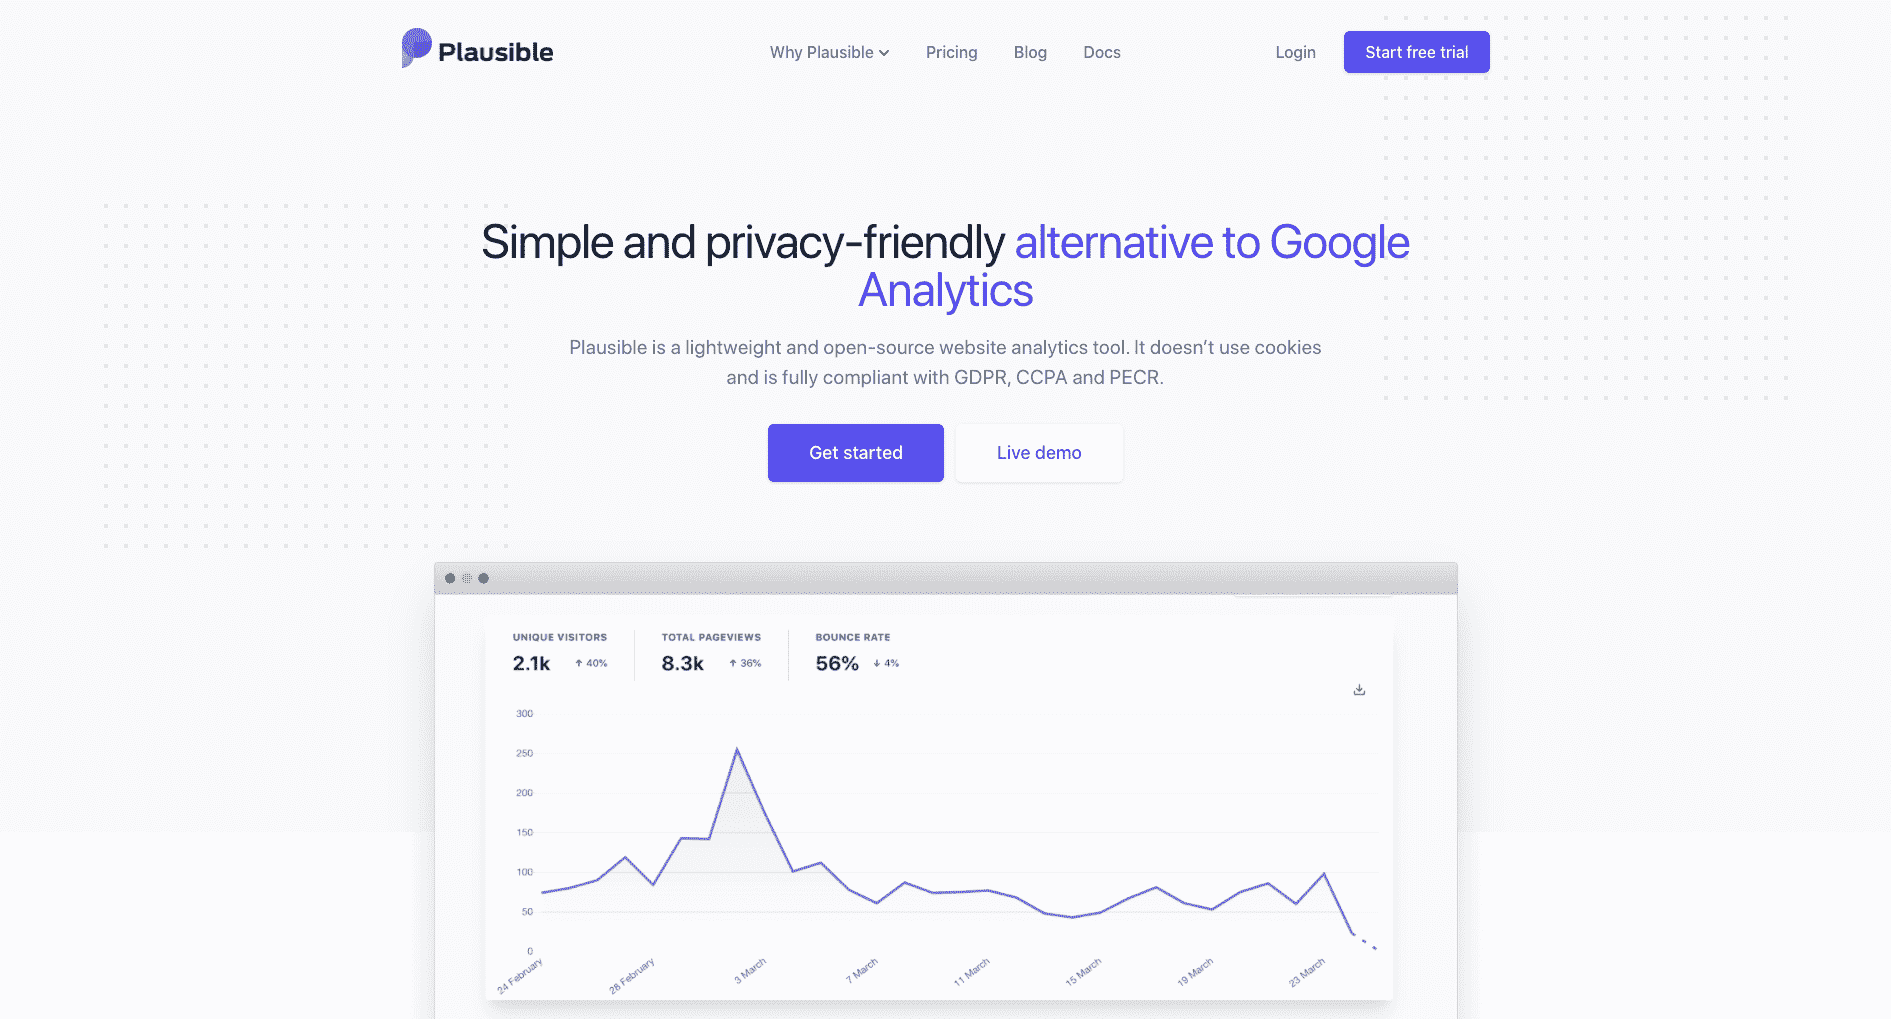 Plausible
Why Plausible
Pricing
Blog
Docs
Login
Start free trial
Simple and privacy-friendly alternative to Google
Analytics
Plausible is a lightweight and open-source website analytics tool. It doesn’t use cookies
and is fully compliant with GDPR, CCPA and PECR.
Get started
Live demo
UNIQUE VISITORS
2.1k ↑ 40%
TOTAL PAGEVIEWS
8.3k ↑ 36%
BOUNCE RATE
56% ↓ 4%
300
250
200
150
100
50
0
24 February
28 February
3 March
7 March
11 March
15 March
19 March
23 March